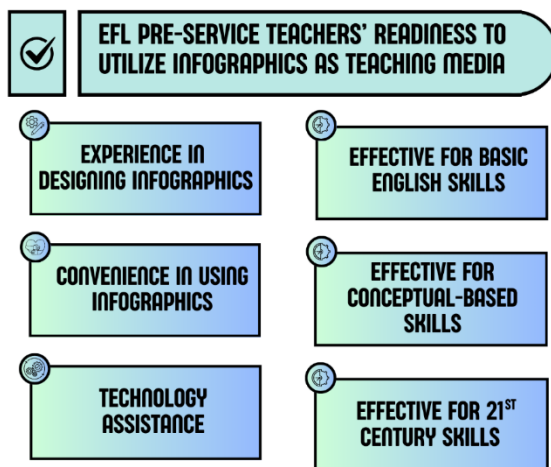 EFL PRE-SERVICE TEACHERS' READINESS TO
UTILIZE INFOGRAPHICS AS TEACHING MEDIA
EXPERIENCE IN
DESIGNING INFOGRAPHICS
CONVENIENCE IN USING
INFOGRAPHICS
TECHNOLOGY
ASSISTANCE
EFFECTIVE FOR BASIC
ENGLISH SKILLS
EFFECTIVE FOR
CONCEPTUAL-BASED
SKILLS
EFFECTIVE FOR 21ST
CENTURY SKILLS